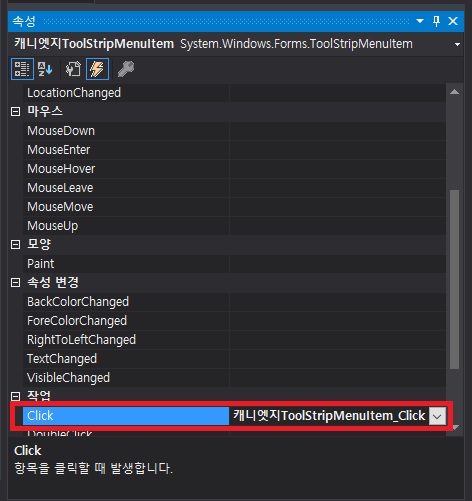 속성
캐니엣지ToolStripMenuItem System.Windows.Forms.ToolStripMenuItem
LocationChanged
마우스
MouseDown
MouseEnter
MouseHover
MouseLeave
MouseMove
MouseUp
모양
Paint
속성 변경
BackColorChanged
ForeColorChanged
RightToLeftChanged
TextChanged
VisibleChanged
작업
Click 캐니엣지ToolStripMenuItem_Click
DoubleClick
Click
항목을 클릭할 때 발생합니다.